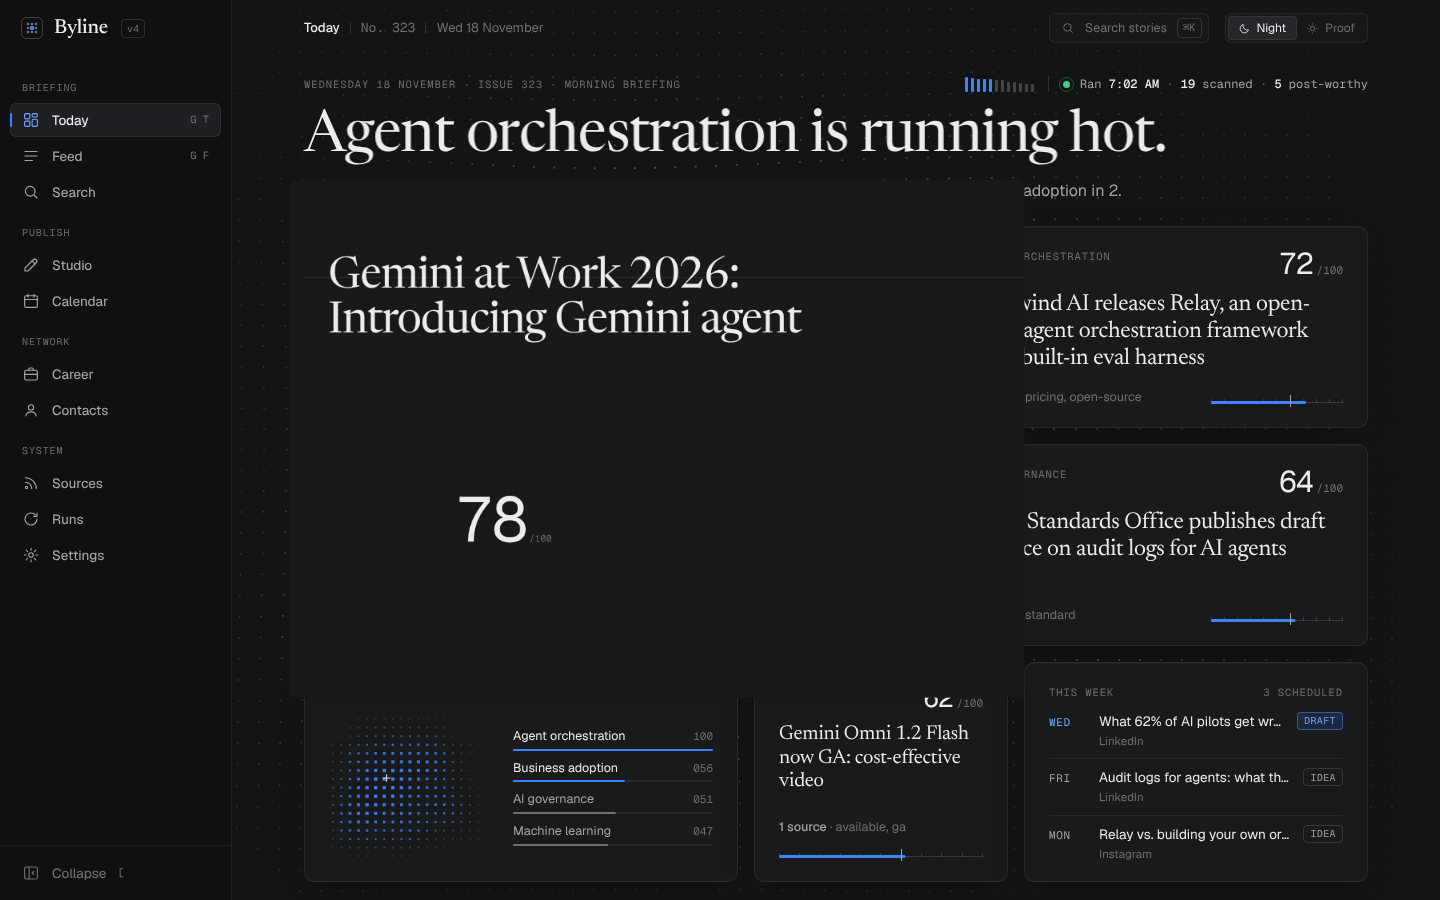 Byline
v4
BRIEFING
Today
G T
Feed
G F
Search
PUBLISH
Studio
Calendar
NETWORK
Career
Contacts
SYSTEM
Sources
Runs
Settings
Collapse
[
Today
No. 323
Wed 18 November
Search stories
⌘K
Night
Proof
WEDNESDAY 18 NOVEMBER · ISSUE 323 · MORNING BRIEFING
Ran 7:02 AM · 19 scanned · 5 post-worthy
Agent orchestration is running hot.
adoption in 2.
Gemini at Work 2026:
Introducing Gemini agent
78 /100
72 /100
AI releases Relay, an open-
agent orchestration framework
built-in eval harness
pricing, open-source
64 /100
Standards Office publishes draft
on audit logs for AI agents
standard
Agent orchestration 100
Business adoption 056
AI governance 051
Machine learning 047
62 /100
Gemini Omni 1.2 Flash
now GA: cost-effective
video
1 source · available, ga
THIS WEEK
3 SCHEDULED
WED
What 62% of AI pilots get wr…
DRAFT
LinkedIn
FRI
Audit logs for agents: what th…
IDEA
LinkedIn
MON
Relay vs. building your own or…
IDEA
Instagram